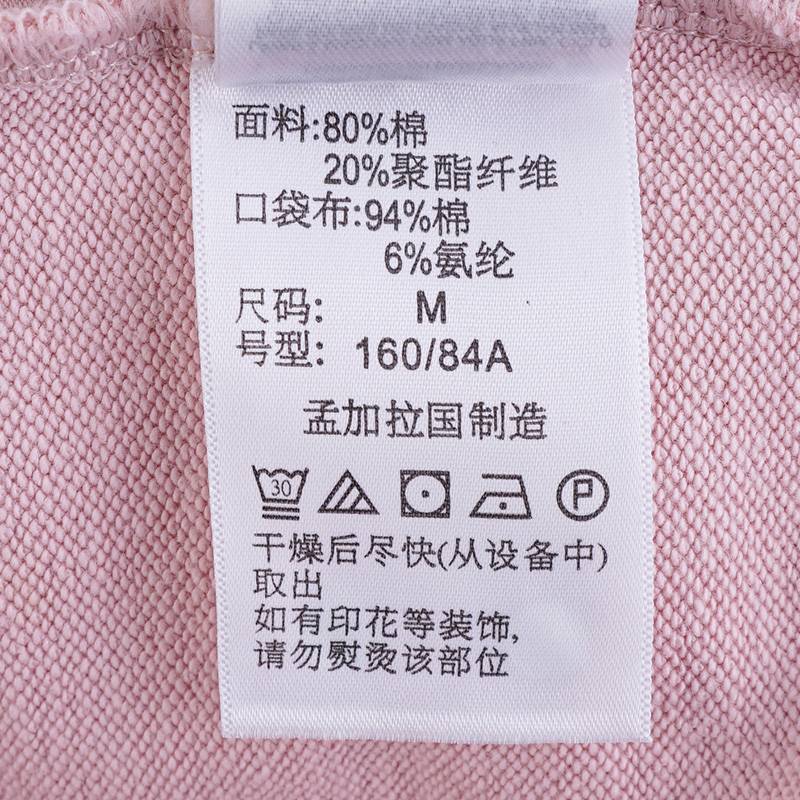 面料:80%棉
20%聚酯纤维
口袋布:94%棉
6%氨纶
尺码: M
号型: 160/84A
孟加拉国制造
30 P
干燥后尽快(从设备中)
取出
如有印花等装饰,
请勿熨烫该部位